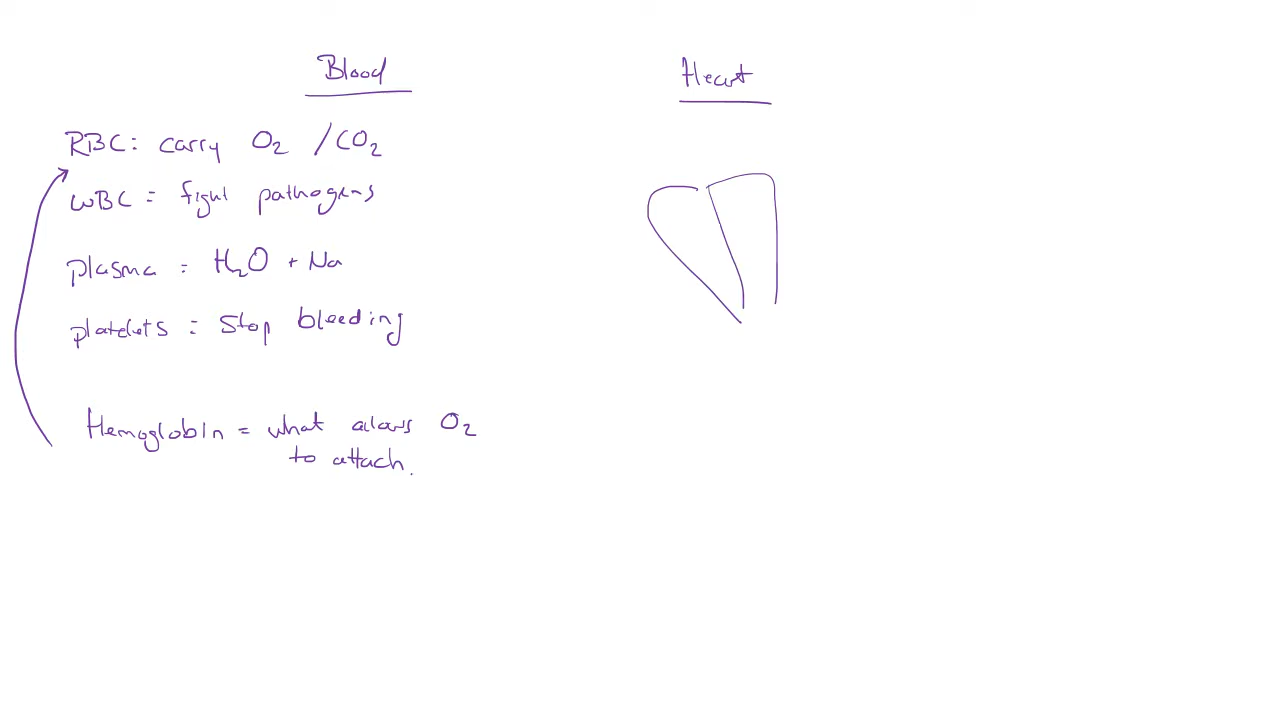 Blood
RBC: carry O₂ /CO₂
WBC = fight pathogens
plasma = H₂O + Na
platelets = Stop bleeding
Hemoglobin = what allows O₂
to attach.
Heart